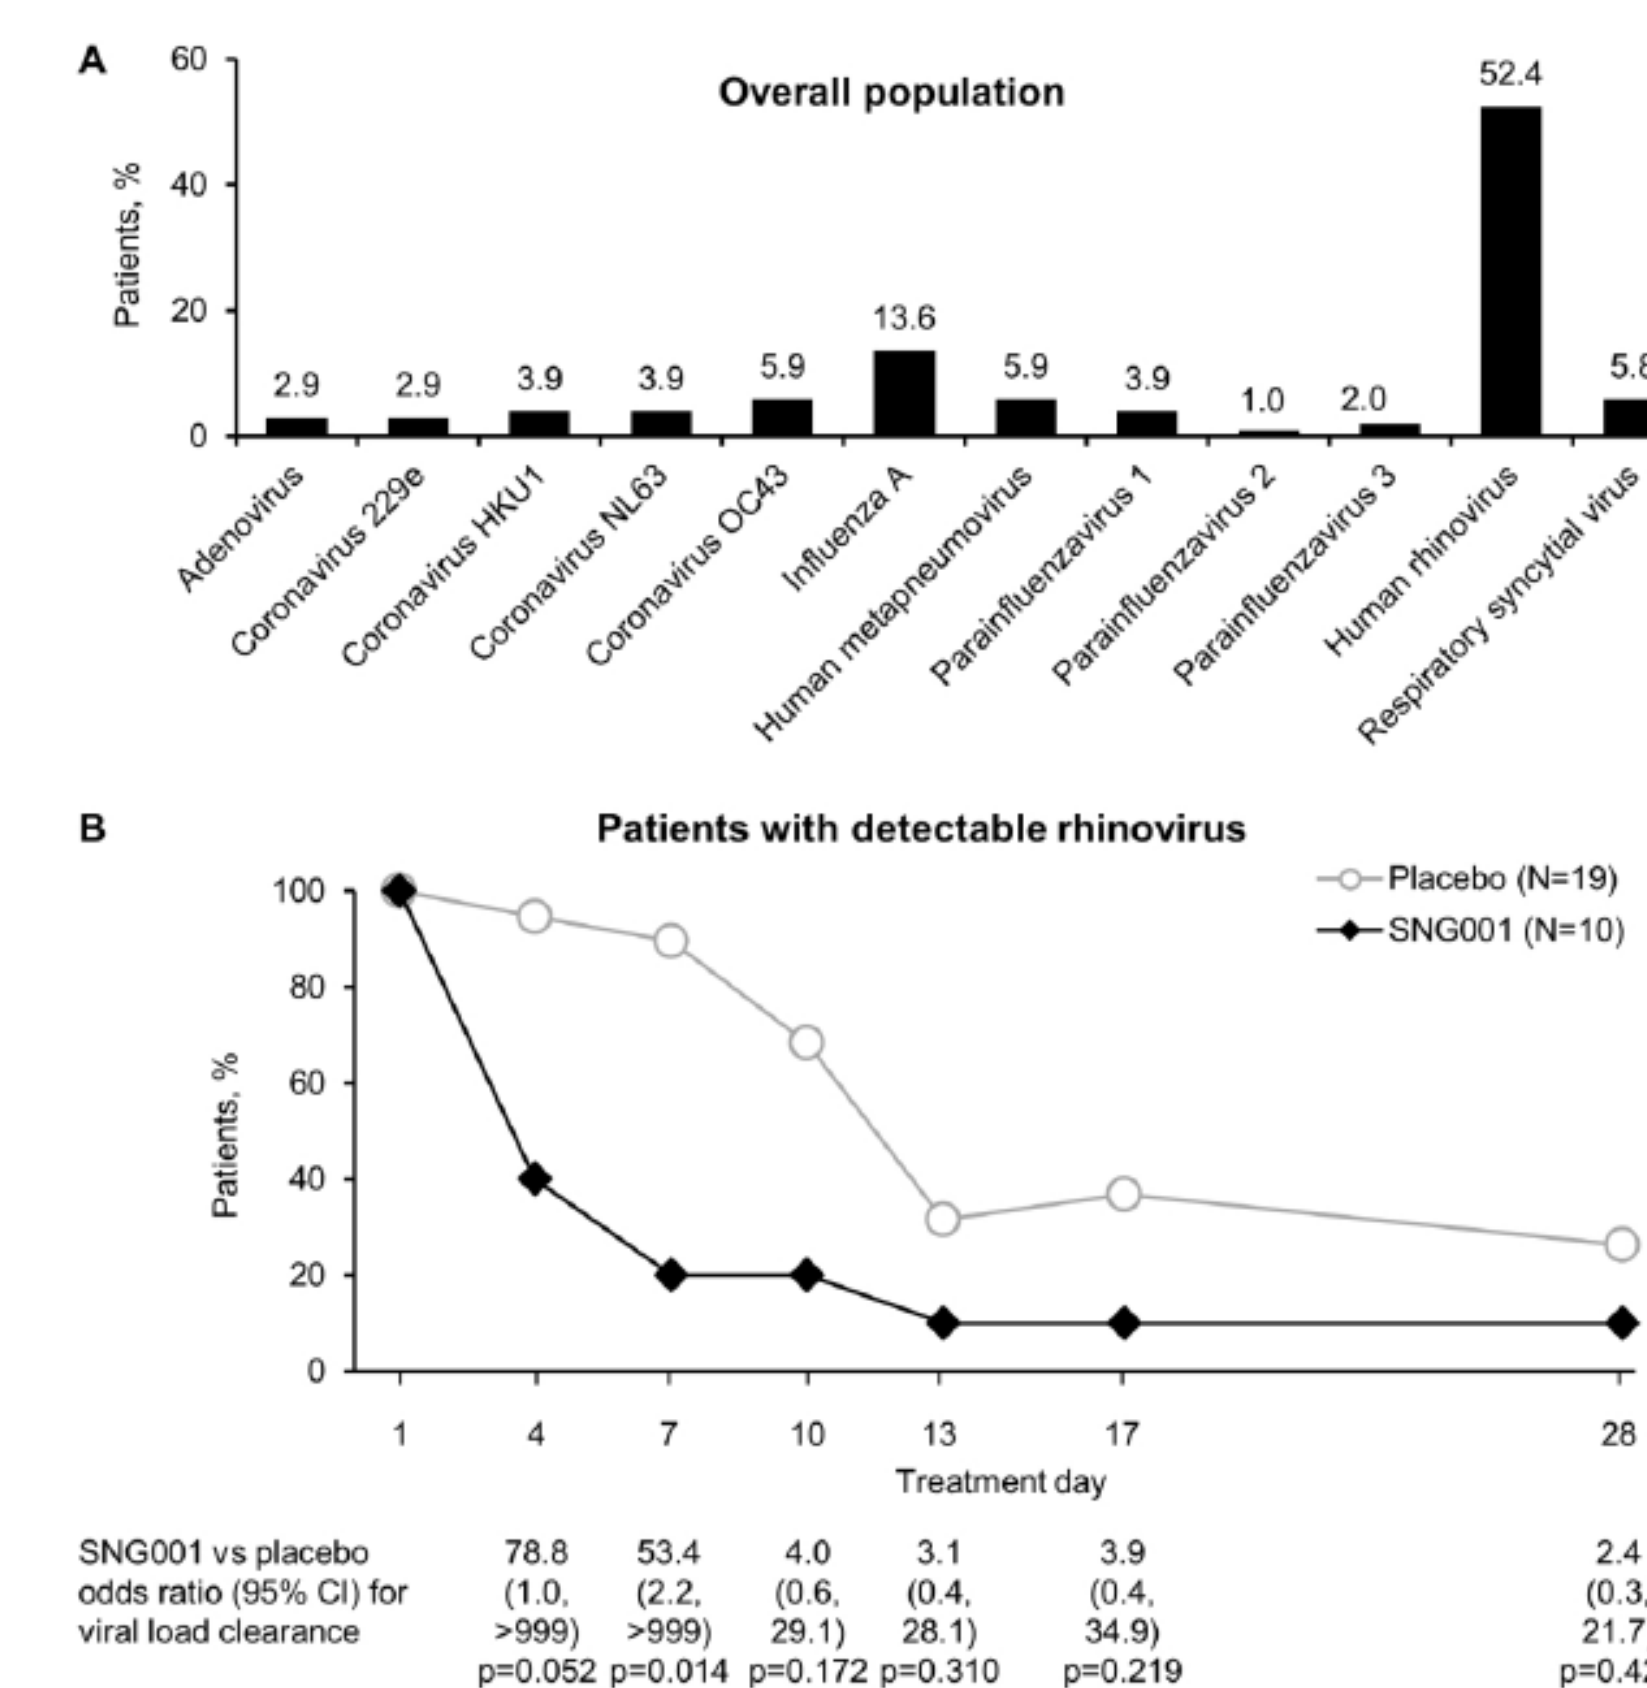 A
Overall population
Patients, %
60
40
20
0
2.9
2.9
3.9
3.9
5.9
13.6
5.9
3.9
1.0
2.0
52.4
Adenovirus
Coronavirus 229e
Coronavirus HKU1
Coronavirus NL63
Coronavirus OC43
Influenza A
Human metapneumovirus
Parainfluenzavirus 1
Parainfluenzavirus 2
Parainfluenzavirus 3
Human rhinovirus
Respiratory syncytial virus
B
Patients with detectable rhinovirus
Placebo (N=19)
SNG001 (N=10)
Patients, %
100
80
60
40
20
0
1 4 7 10 13 17 28
Treatment day
SNG001 vs placebo 78.8 53.4 4.0 3.1 3.9 2.4
odds ratio (95% CI) for (1.0, (2.2, (0.6, (0.4, (0.4, (0.3,
viral load clearance >999) >999) 29.1) 28.1) 34.9) 21.7
p=0.052 p=0.014 p=0.172 p=0.310 p=0.219